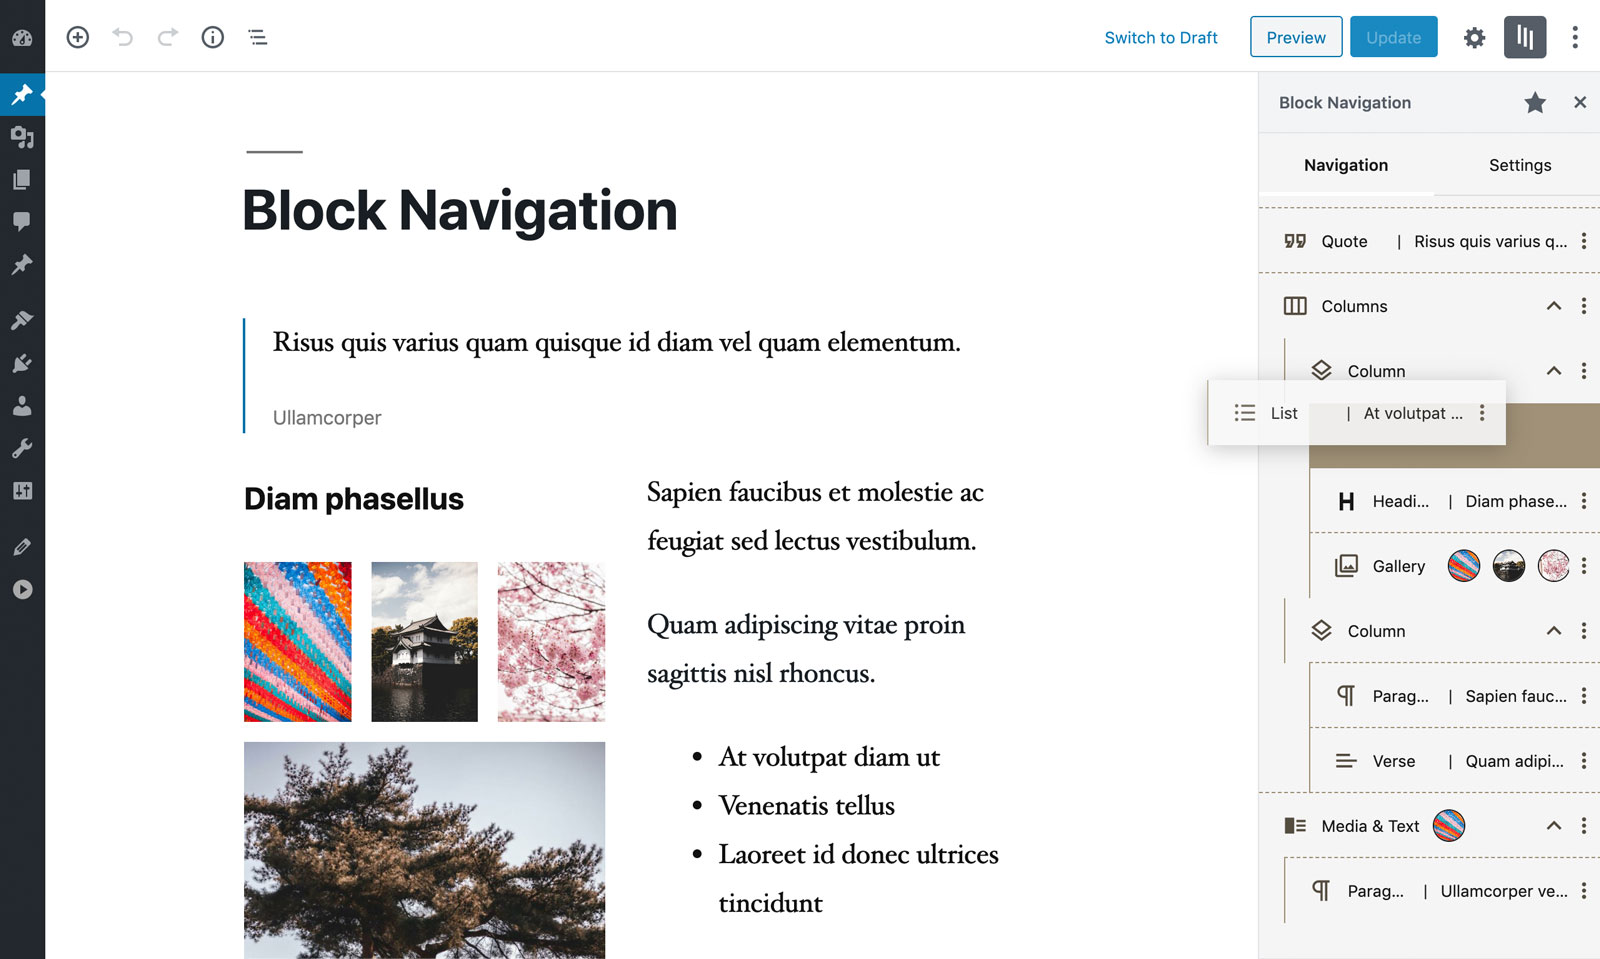 Switch to Draft
Preview
Update
Block Navigation
Risus quis varius quam quisque id diam vel quam elementum.
Ullamcorper
Diam phasellus
Sapien faucibus et molestie ac
feugiat sed lectus vestibulum.
Quam adipiscing vitae proin
sagittis nisl rhoncus.
• At volutpat diam ut
• Venenatis tellus
• Laoreet id donec ultrices
tincidunt
Block Navigation
Navigation Settings
Quote | Risus quis varius q...
Columns
Column
List | At volutpat ...
H Headi... | Diam phase...
Gallery
Column
Parag... | Sapien fauc...
Verse | Quam adipi...
Media & Text
Parag... | Ullamcorper ve...